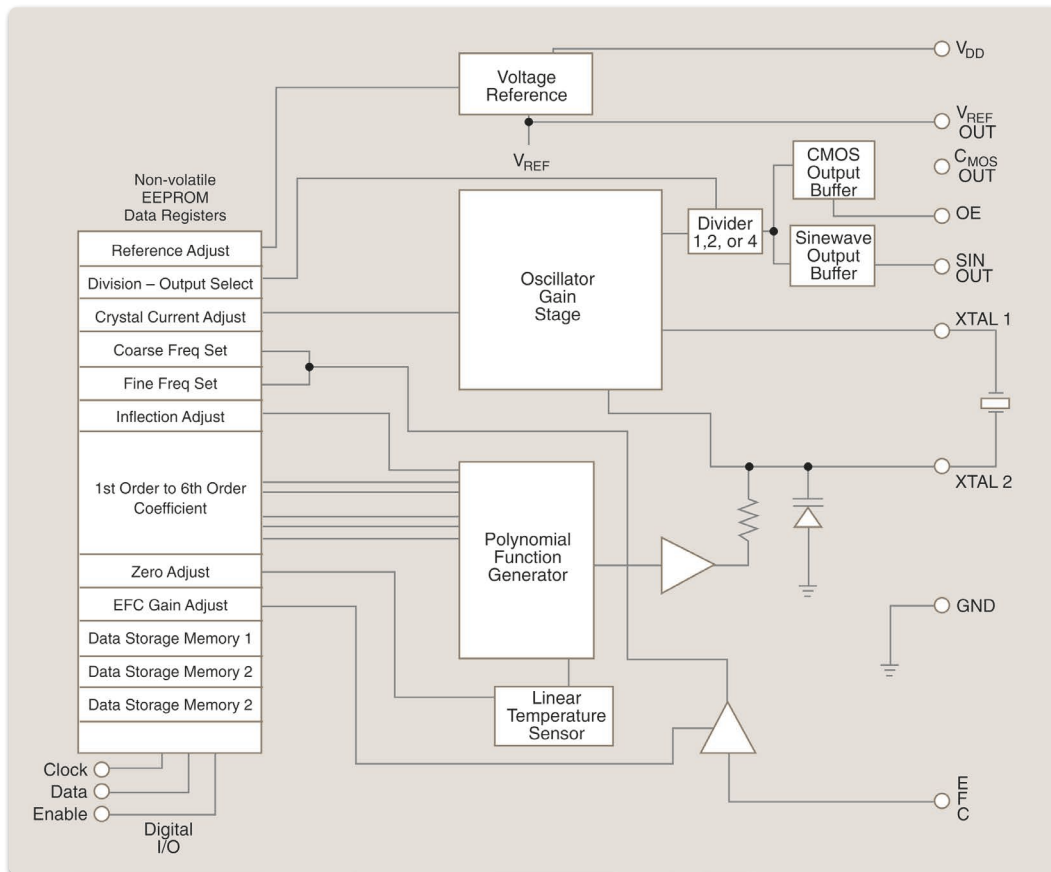 Voltage
Reference
VDD
VREF
OUT
VREF
CMOS
OUT
CMOS
Output
Buffer
OE
Divider
1,2, or 4
Sinewave
Output
Buffer
SIN
OUT
Non-volatile
EEPROM
Data Registers
Reference Adjust
Division – Output Select
Crystal Current Adjust
Coarse Freq Set
Fine Freq Set
Inflection Adjust
1st Order to 6th Order
Coefficient
Zero Adjust
EFC Gain Adjust
Data Storage Memory 1
Data Storage Memory 2
Data Storage Memory 2
Oscillator
Gain
Stage
XTAL 1
XTAL 2
Polynomial
Function
Generator
GND
Linear
Temperature
Sensor
Clock
Data
Enable
Digital
I/O
E
F
C